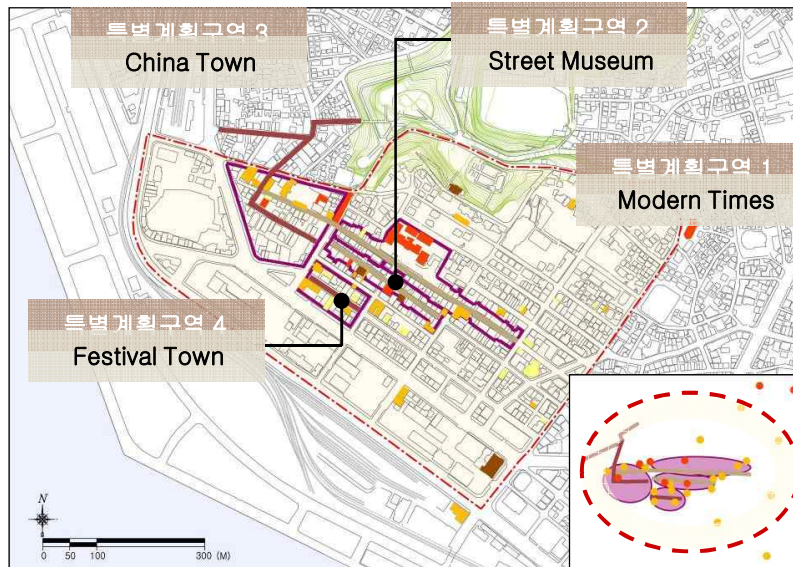 특별계획구역 3
China Town
특별계획구역 2
Street Museum
특별계획구역 1
Modern Times
특별계획구역 4
Festival Town
N
0 50 100 300 (M)